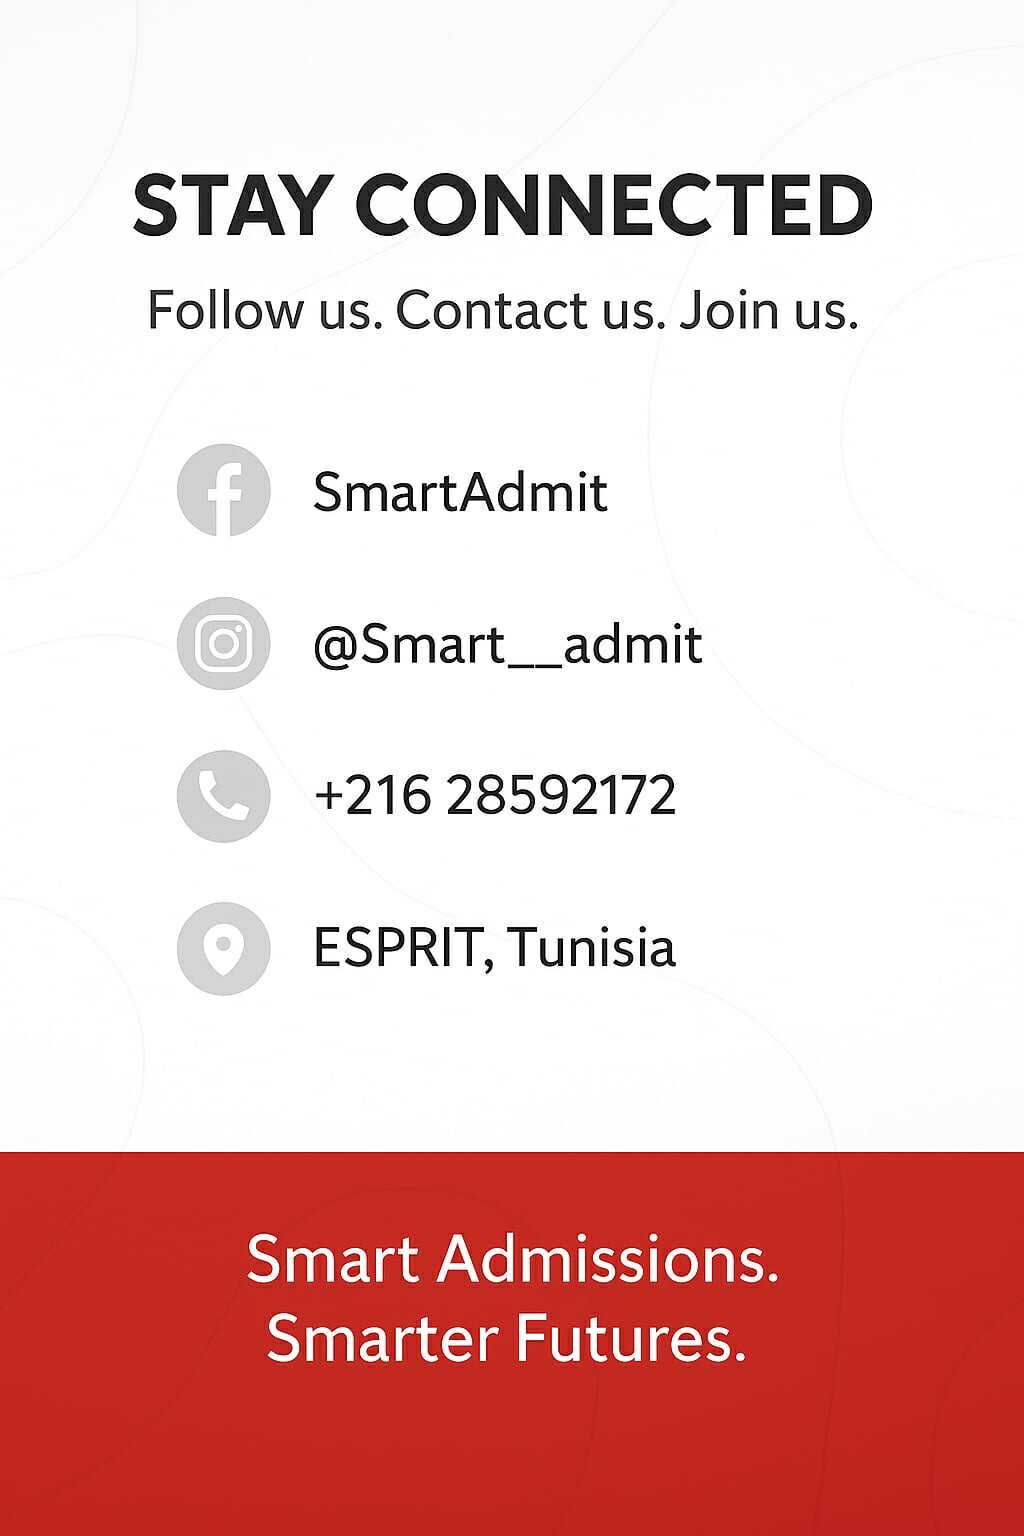 STAY CONNECTED
Follow us. Contact us. Join us.
SmartAdmit
@Smart__admit
+216 28592172
ESPRIT, Tunisia
Smart Admissions.
Smarter Futures.